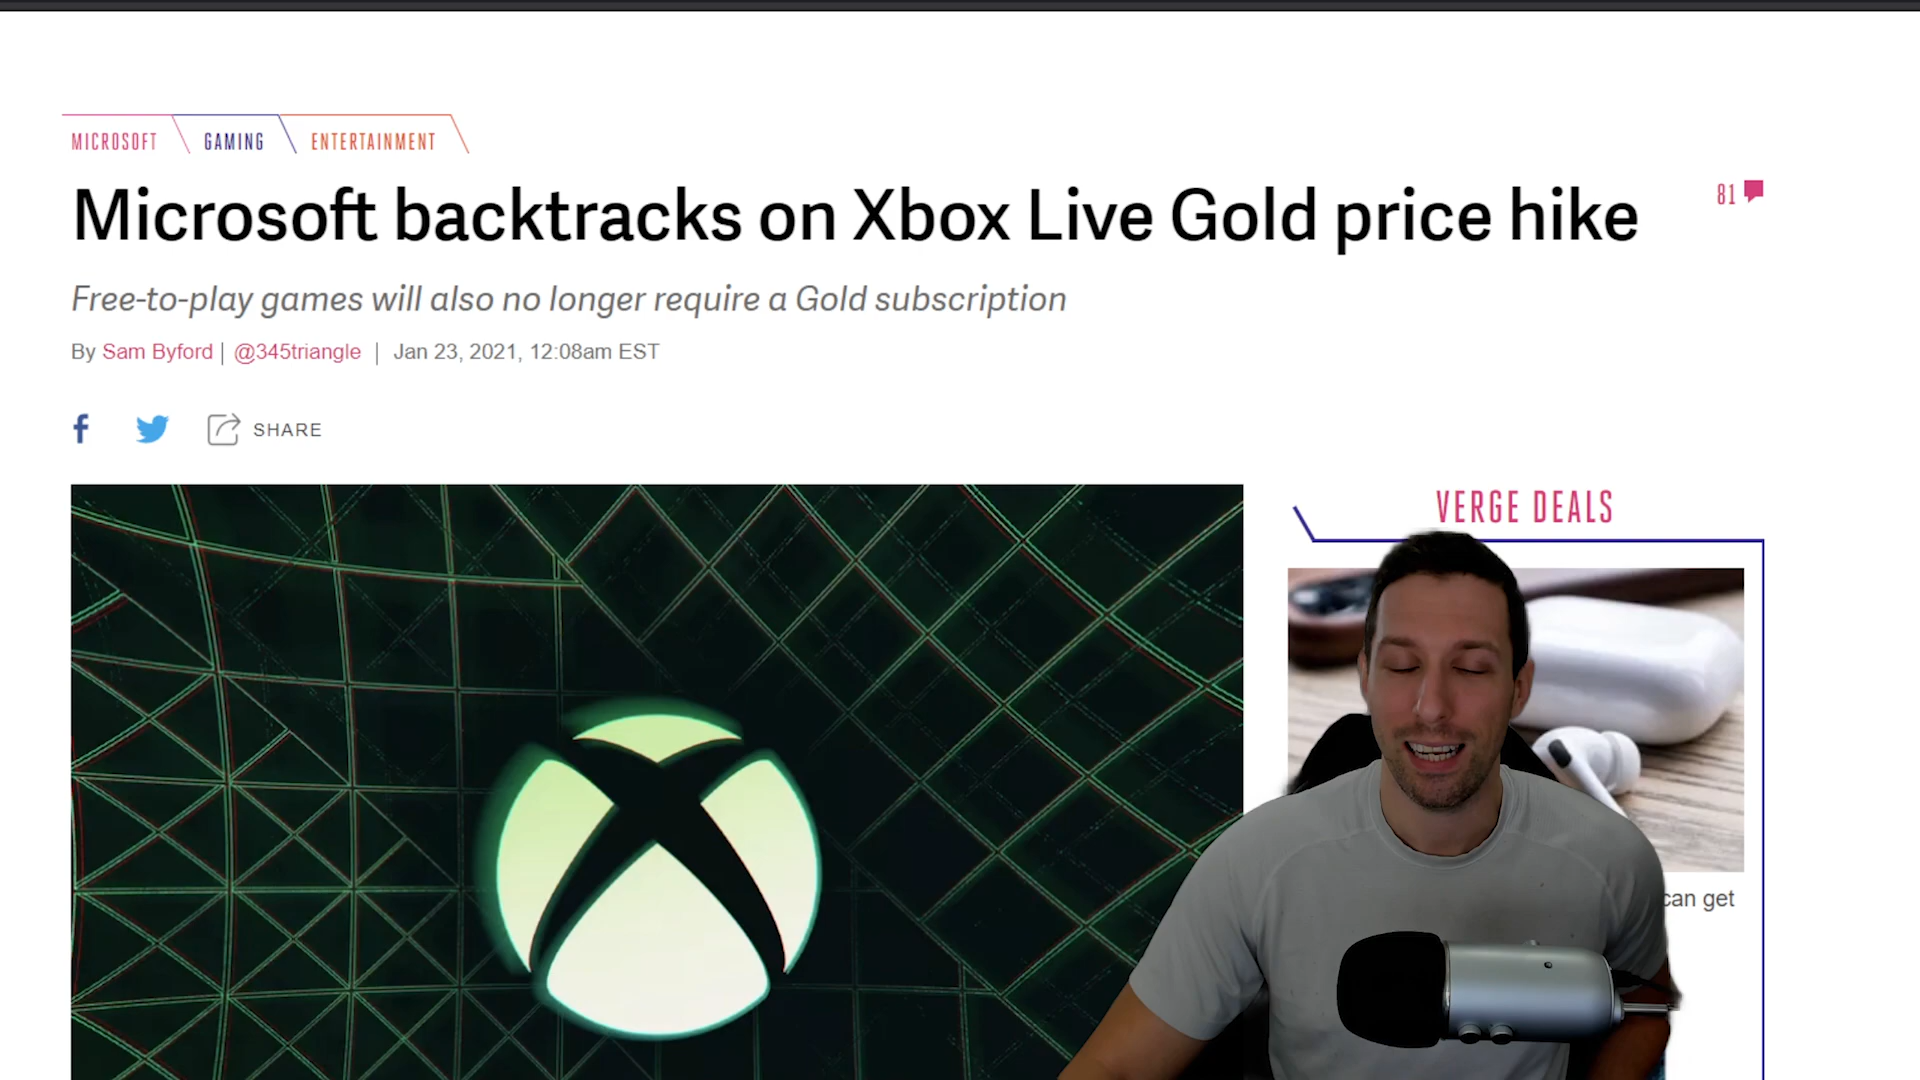 MICROSOFT GAMING ENTERTAINMENT
Microsoft backtracks on Xbox Live Gold price hike
81
Free-to-play games will also no longer require a Gold subscription
By Sam Byford | @345triangle | Jan 23, 2021, 12:08am EST
SHARE
VERGE DEALS
can get